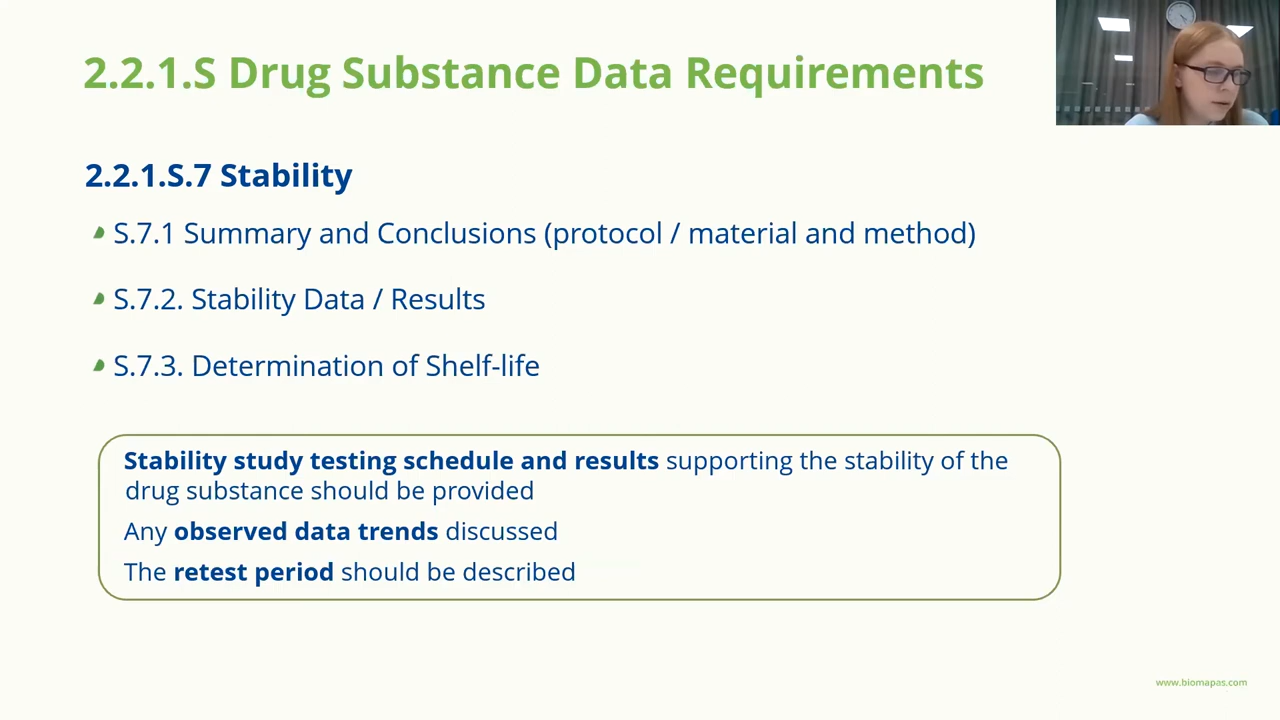 2.2.1.S Drug Substance Data Requirements
2.2.1.S.7 Stability
S.7.1 Summary and Conclusions (protocol / material and method)
S.7.2. Stability Data / Results
S.7.3. Determination of Shelf-life
Stability study testing schedule and results supporting the stability of the
drug substance should be provided
Any observed data trends discussed
The retest period should be described
www.biomapas.com